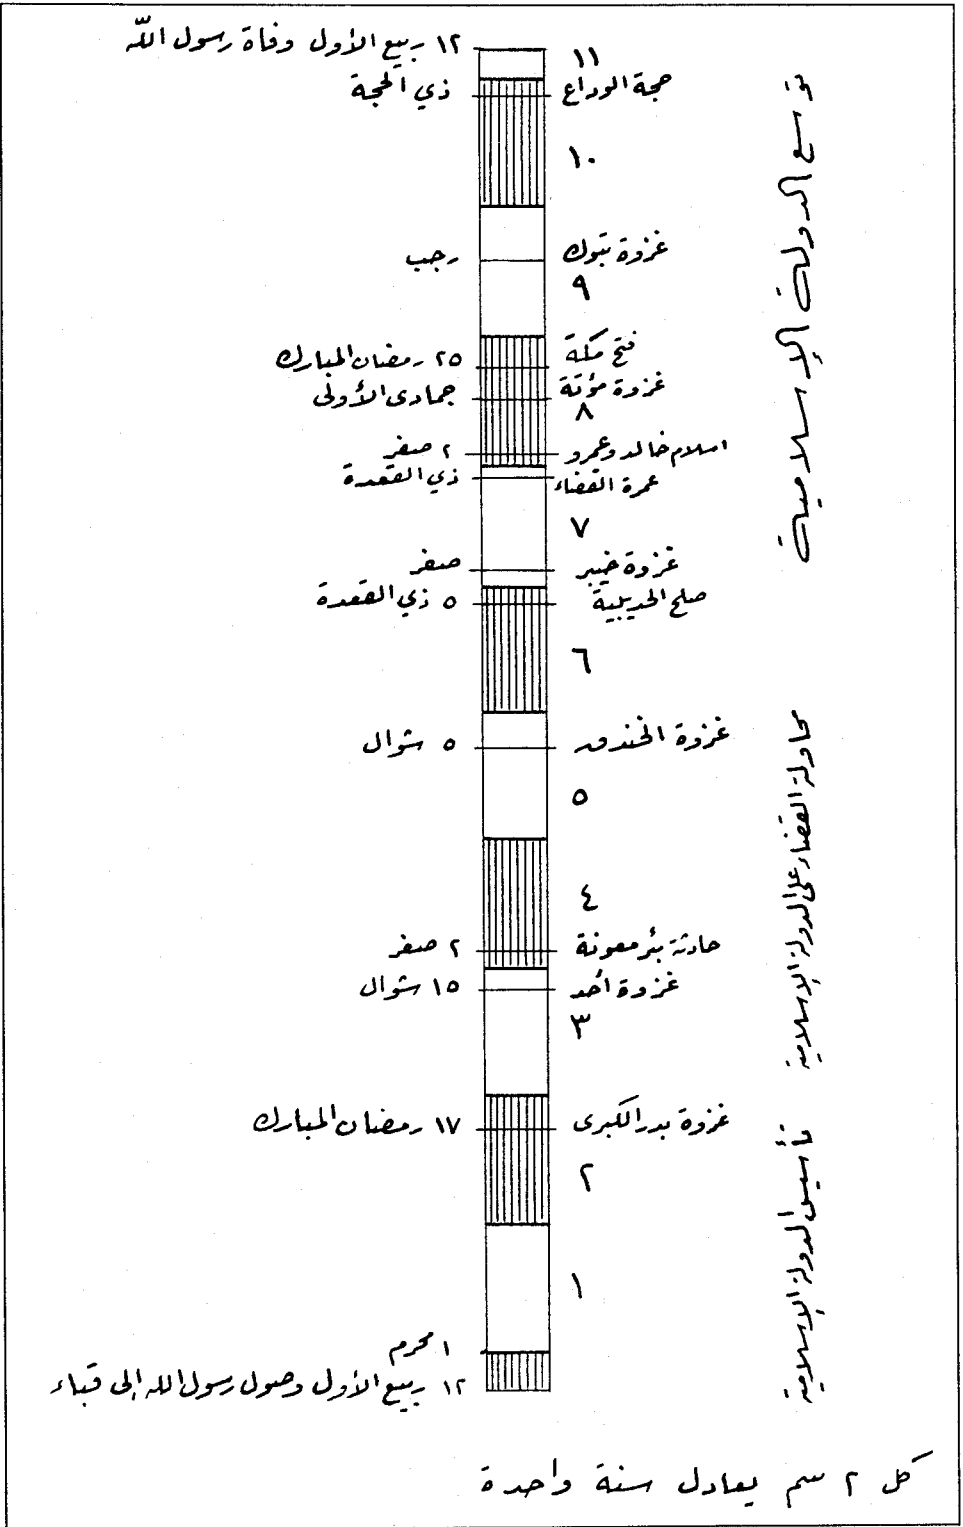 ١٢ ربيع الأول وفاة رسول الله
١١
حجة الوداع ذي الحجة
١٠
غزوة تبوك رجب
٩
فتح مكة ٢٥ رمضان المبارك
غزوة مؤتة جمادى الأولى
٨
اسلام خالد وعمرو ٢ صفر
عمرة القضاء ذي القعدة
٧
غزوة خيبر صفر
صلح الحديبية ٥ ذي القعدة
٦
غزوة الخندق ٥ شوال
٥
٤
حادثة بئر معونة ٢ صفر
غزوة أحد ١٥ شوال
٣
غزوة بدر الكبرى ١٧ رمضان المبارك
٢
١
١ محرم
١٢ ربيع الأول وصول رسول الله إلى قباء
توسع الدولة الإسلامية
محاولة القضاء على الدولة الإسلامية
تأسيس الدولة الإسلامية
كل ٢ سم يعادل سنة واحدة